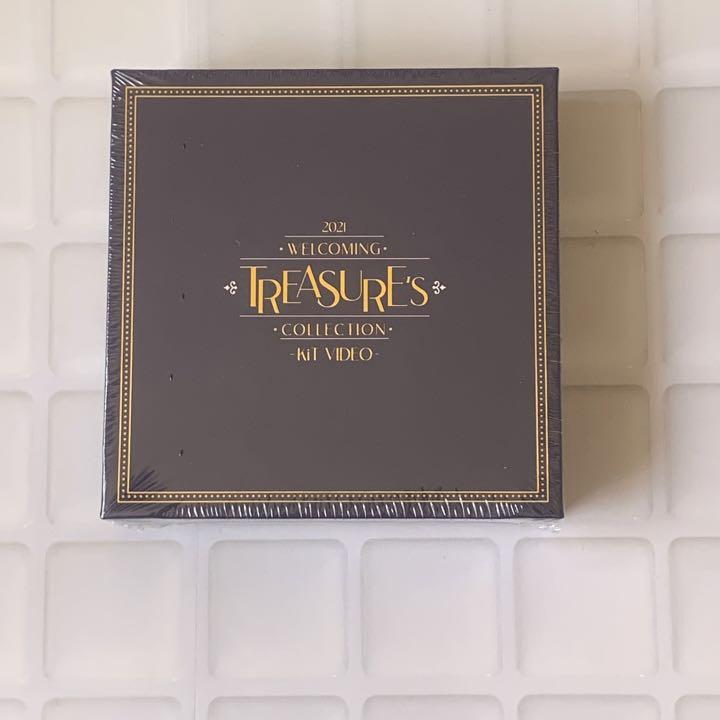 2021
• WELCOMING •
TREASURE's
• COLLECTION •
- KiT VIDEO -